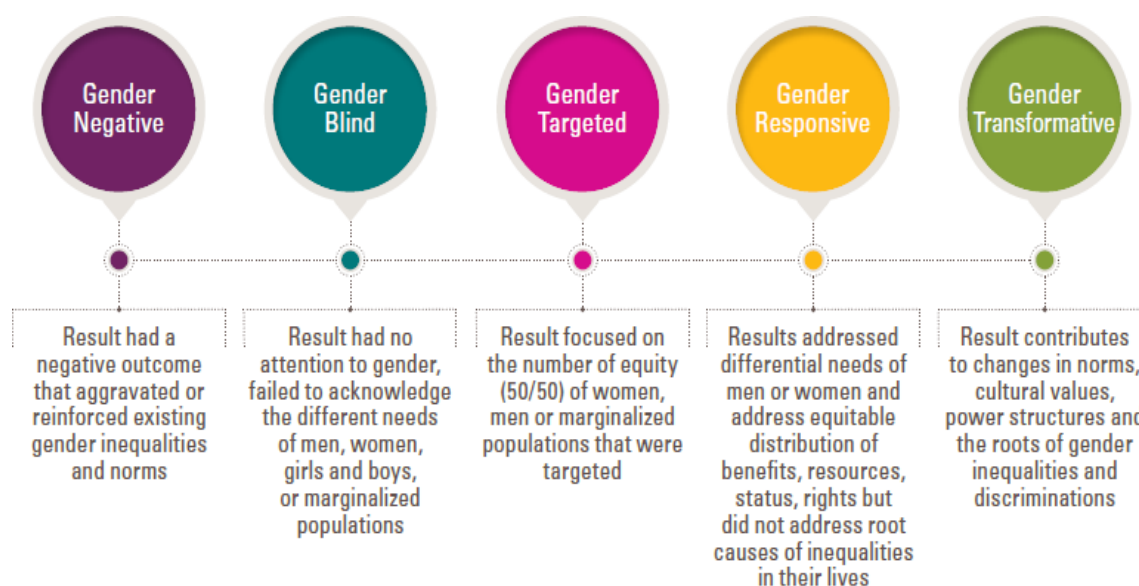 Gender
Negative
Gender
Blind
Gender
Targeted
Gender
Responsive
Gender
Transformative
Result had a
negative outcome
that aggravated or
reinforced existing
gender inequalities
and norms
Result had no
attention to gender,
failed to acknowledge
the different needs
of men, women,
girls and boys,
or marginalized
populations
Result focused on
the number of equity
(50/50) of women,
men or marginalized
populations that were
targeted
Results addressed
differential needs of
men or women and
address equitable
distribution of
benefits, resources,
status, rights but
did not address root
causes of inequalities
in their lives
Result contributes
to changes in norms,
cultural values,
power structures and
the roots of gender
inequalities and
discriminations